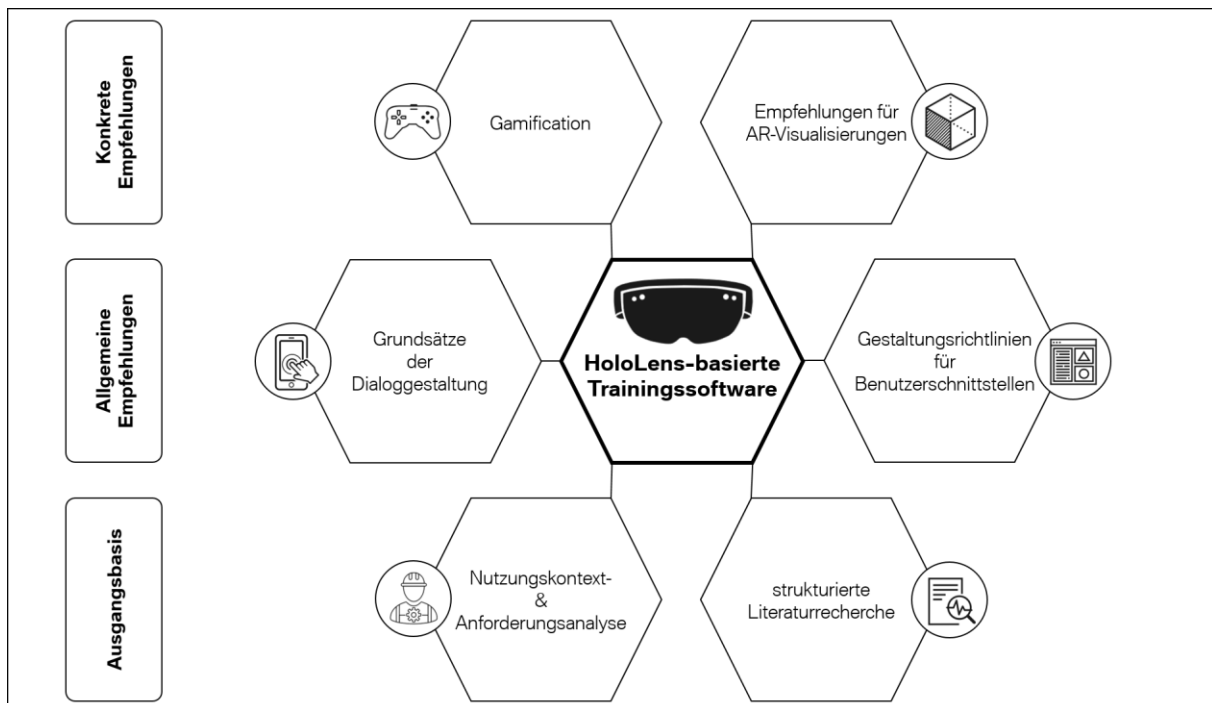 Konkrete
Empfehlungen
Gamification
Empfehlungen für
AR-Visualisierungen
Allgemeine
Empfehlungen
Grundsätze
der
Dialoggestaltung
HoloLens-basierte
Trainingssoftware
Gestaltungsrichtlinien
für
Benutzerschnittstellen
Ausgangsbasis
Nutzungskontext-
&
Anforderungsanalyse
strukturierte
Literaturrecherche